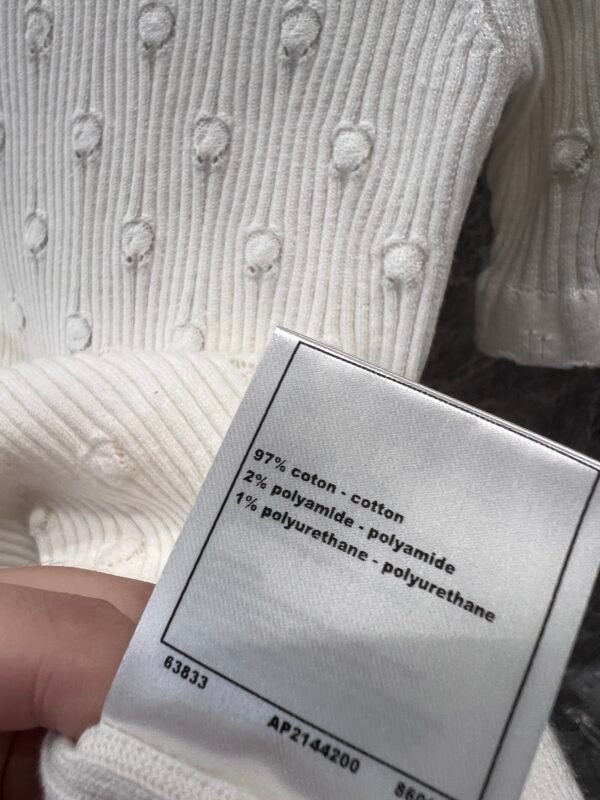 97% coton - cotton
2% polyamide - polyamide
1% polyurethane - polyurethane
63833 AP2144200